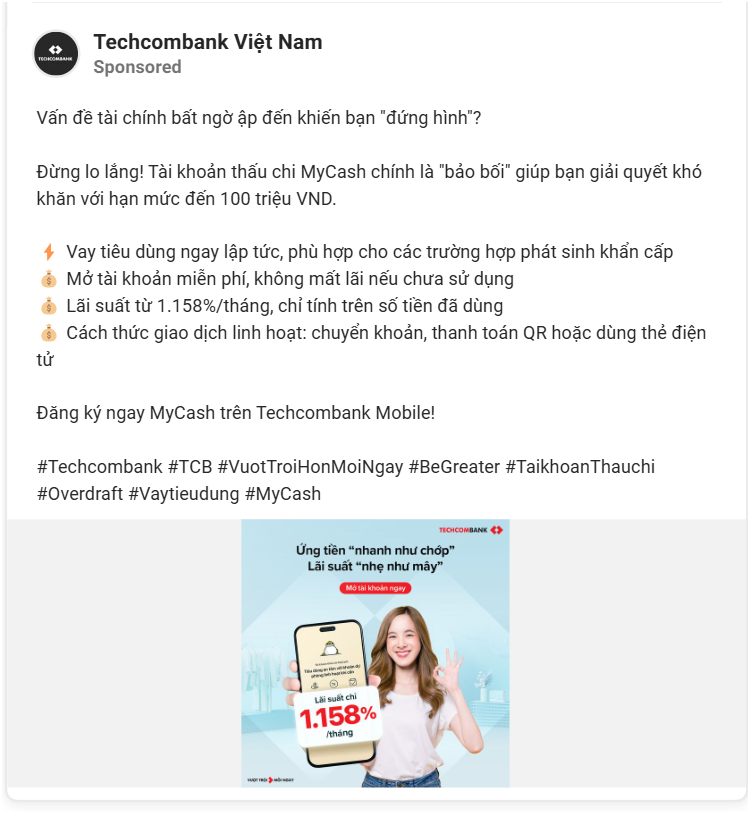 Techcombank Việt Nam
TECHCOMBANK
Sponsored
Vấn đề tài chính bất ngờ ập đến khiến bạn "đứng hình"?
Đừng lo lắng! Tài khoản thấu chi MyCash chính là "bảo bối" giúp bạn giải quyết khó
khăn với hạn mức đến 100 triệu VND.
Vay tiêu dùng ngay lập tức, phù hợp cho các trường hợp phát sinh khẩn cấp
Mở tài khoản miễn phí, không mất lãi nếu chưa sử dụng
Lãi suất từ 1.158%/tháng, chỉ tính trên số tiền đã dùng
Cách thức giao dịch linh hoạt: chuyển khoản, thanh toán QR hoặc dùng thẻ điện
tử
Đăng ký ngay MyCash trên Techcombank Mobile!
#Techcombank #TCB #VuotTroiHonMoiNgay #BeGreater #TaikhoanThauchi
#Overdraft #Vaytieudung #MyCash
TECHCOMBANK
Ứng tiền “nhanh như chớp”
Lãi suất “nhẹ như mây”
Mở tài khoản ngay
Lãi suất chỉ
1.158%
/tháng
VƯỢT TRỘI MỖI NGÀY